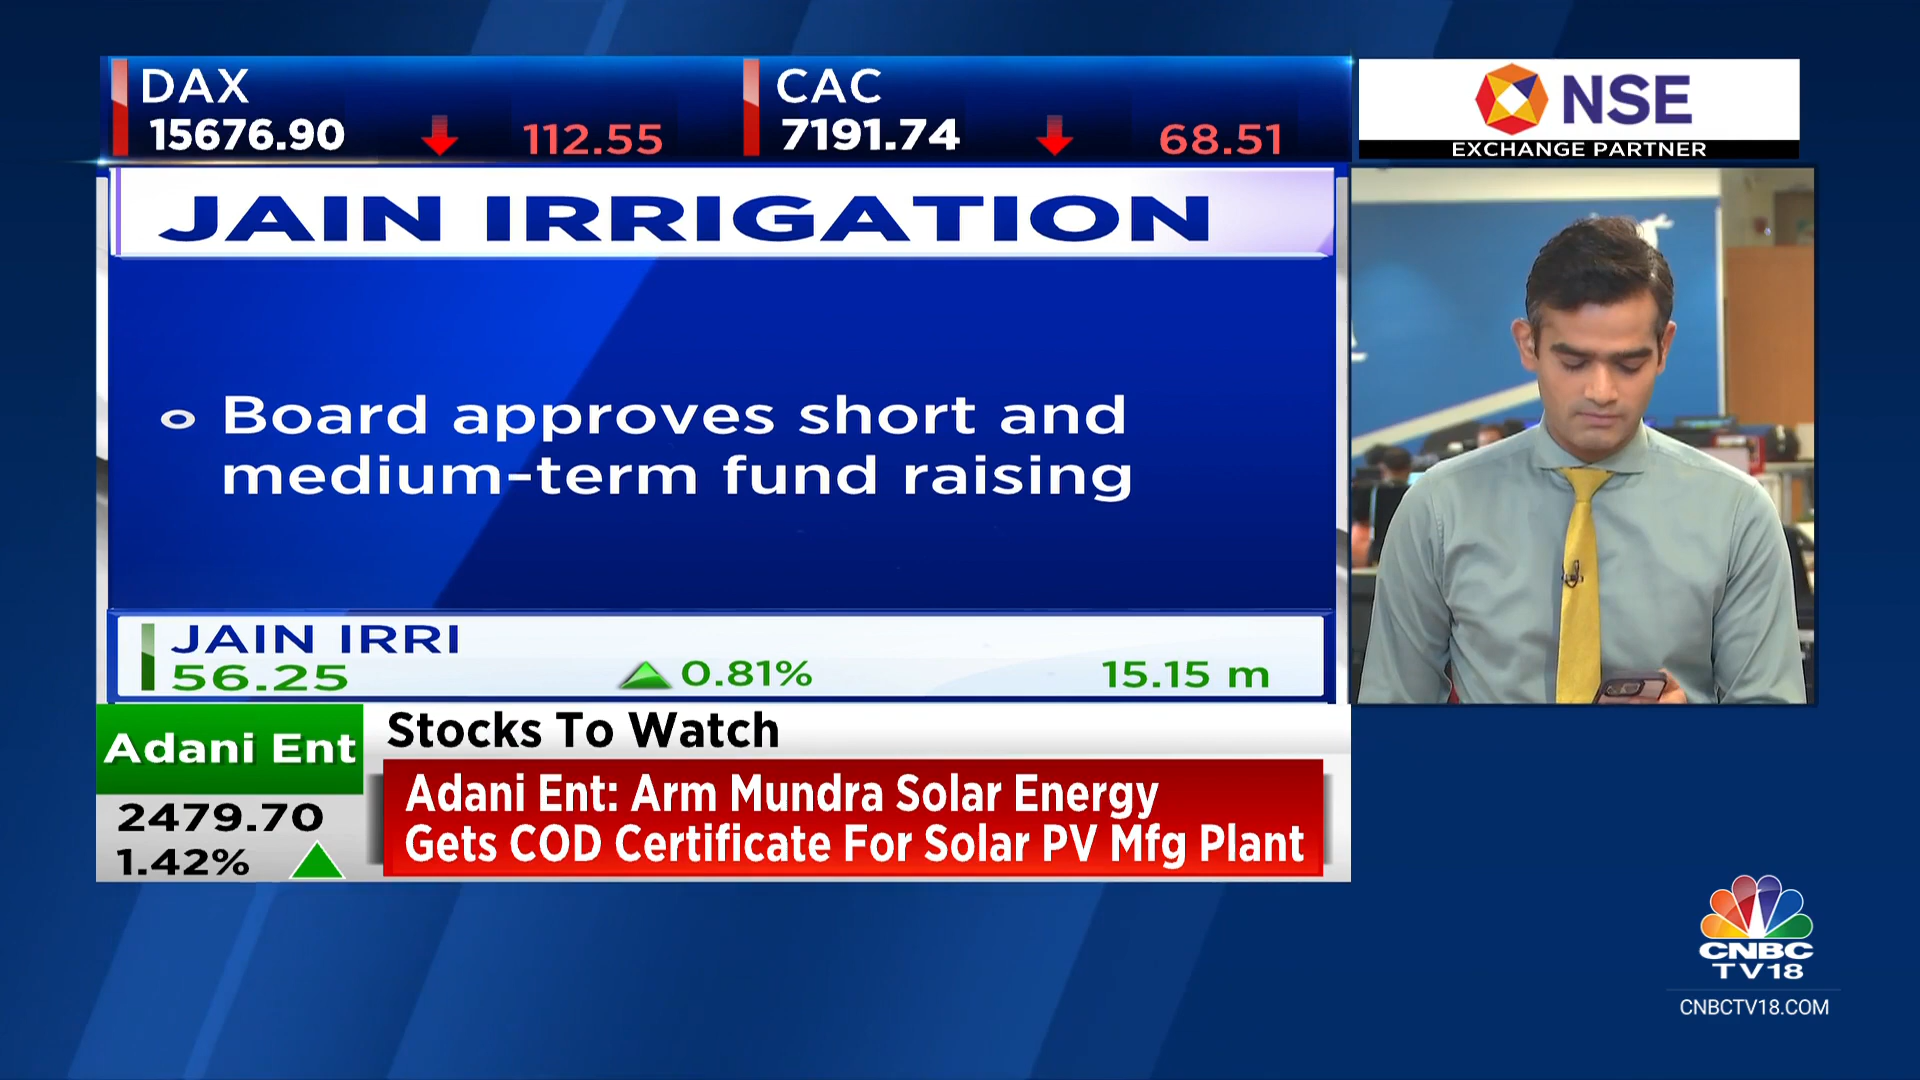 DAX
15676.90 112.55
CAC
7191.74 68.51
NSE
EXCHANGE PARTNER
JAIN IRRIGATION
Board approves short and
medium-term fund raising
JAIN IRRI
56.25 0.81% 15.15 m
Adani Ent
2479.70
1.42%
Stocks To Watch
Adani Ent: Arm Mundra Solar Energy
Gets COD Certificate For Solar PV Mfg Plant
CNBC
TV18
CNBCTV18.COM